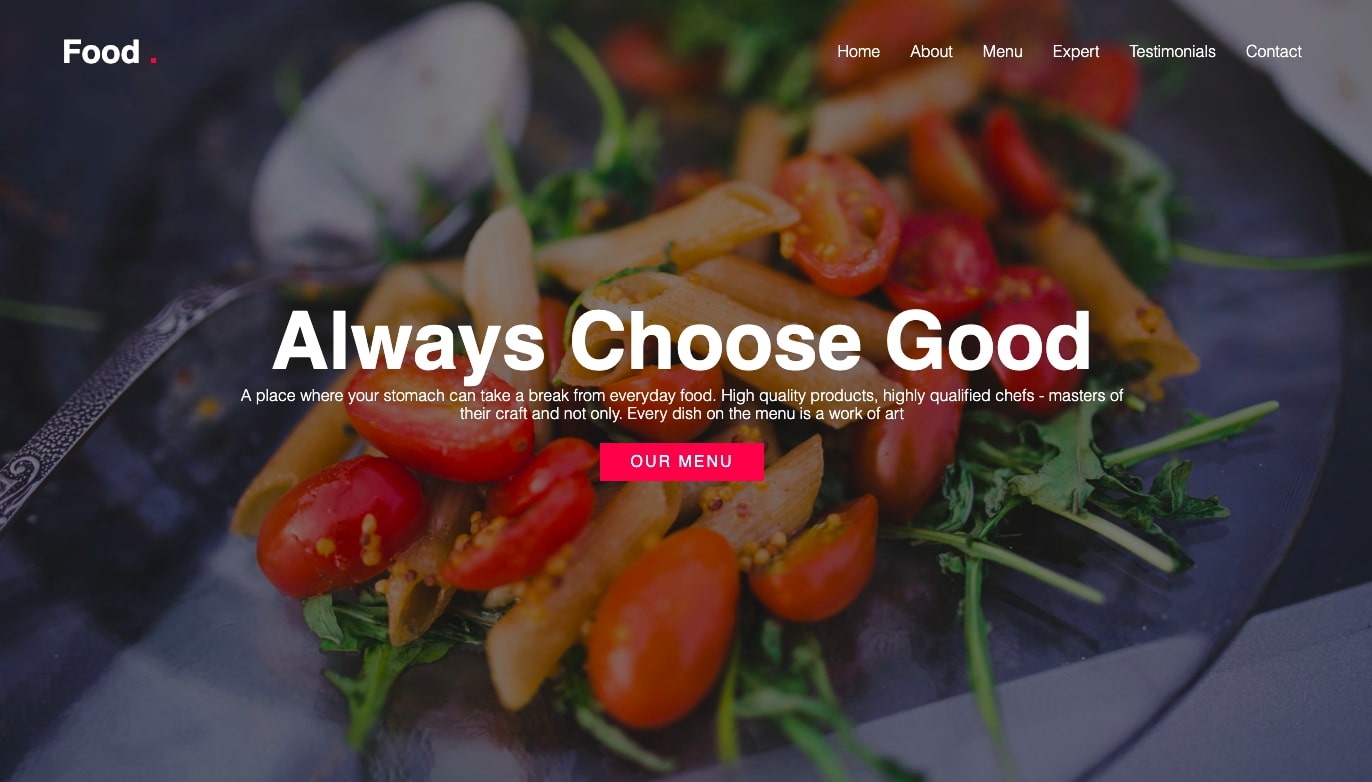 Food .
Home About Menu Expert Testimonials Contact
Always Choose Good
A place where your stomach can take a break from everyday food. High quality products, highly qualified chefs - masters of
their craft and not only. Every dish on the menu is a work of art
OUR MENU